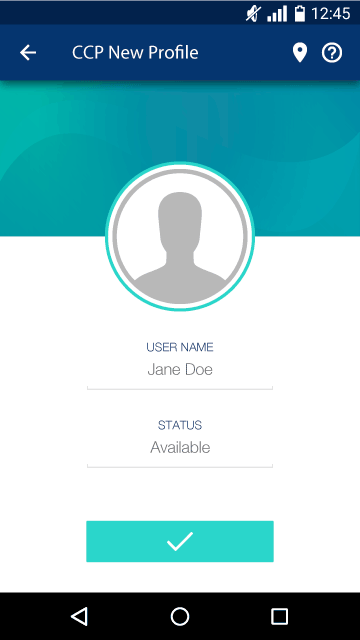 12:45
CCP New Profile
USER NAME
Jane Doe
STATUS
Available